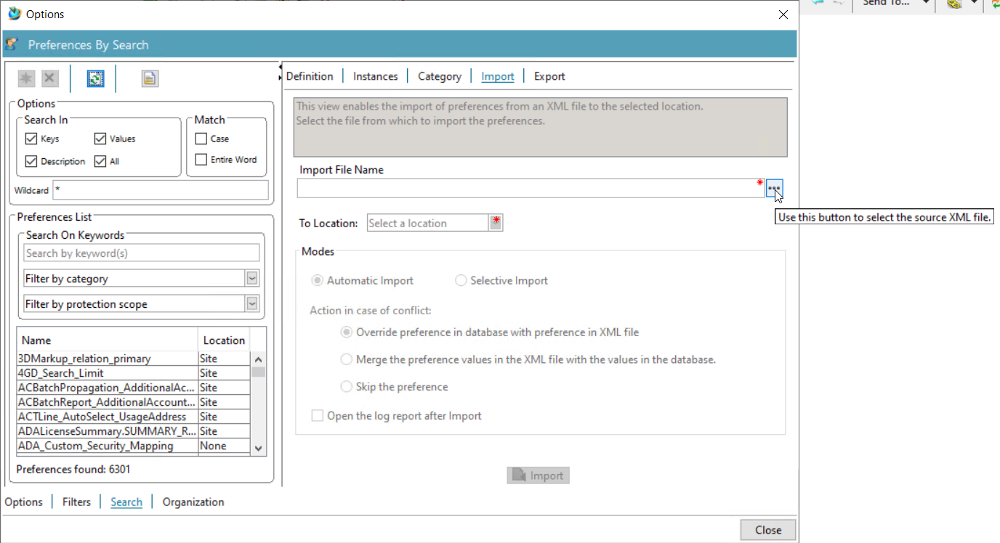 Options
Send To...
Preferences By Search
Definition
Instances
Category
Import
Export
Options
Search In
Keys
Values
Description
All
Match
Case
Entire Word
Wildcard
*
Preferences List
Search On Keywords
Search by keyword(s)
Filter by category
Filter by protection scope
Name Location
3DMarkup_relation_primary Site
4GD_Search_Limit Site
ACBatchPropagation_AdditionalAc... Site
ACBatchReport_AdditionalAccount... Site
ACTLine_AutoSelect_UsageAddress Site
ADALicenseSummary.SUMMARY_R... Site
ADA_Custom_Security_Mapping None
Preferences found: 6301
This view enables the import of preferences from an XML file to the selected location.
Select the file from which to import the preferences.
Import File Name
*
...
Use this button to select the source XML file.
To Location:
Select a location
*
Modes
Automatic Import
Selective Import
Action in case of conflict:
Override preference in database with preference in XML file
Merge the preference values in the XML file with the values in the database.
Skip the preference
Open the log report after Import
Import
Options
Filters
Search
Organization
Close